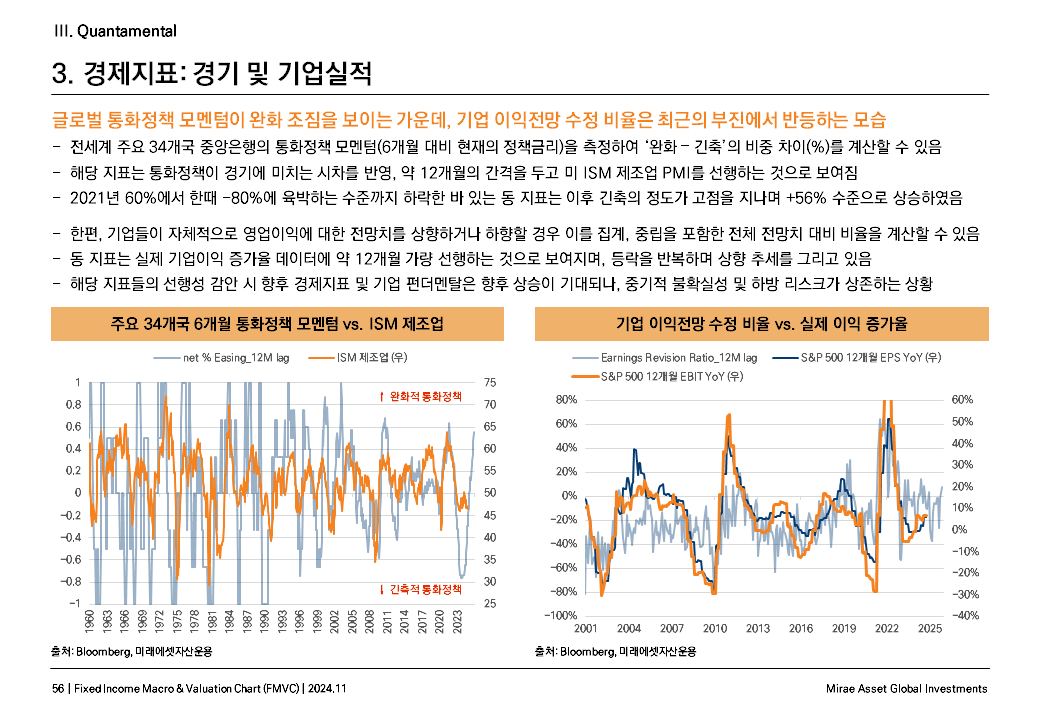 III. Quantamental
3. 경제지표: 경기 및 기업실적
글로벌 통화정책 모멘텀이 완화 조짐을 보이는 가운데, 기업 이익전망 수정 비율은 최근의 부진에서 반등하는 모습
– 전세계 주요 34개국 중앙은행의 통화정책 모멘텀(6개월 대비 현재의 정책금리)을 측정하여 ‘완화 – 긴축’의 비중 차이(%)를 계산할 수 있음
– 해당 지표는 통화정책이 경기에 미치는 시차를 반영, 약 12개월의 간격을 두고 미 ISM 제조업 PMI를 선행하는 것으로 보여짐
– 2021년 60%에서 한때 -80%에 육박하는 수준까지 하락한 바 있는 동 지표는 이후 긴축의 정도가 고점을 지나며 +56% 수준으로 상승하였음
– 한편, 기업들이 자체적으로 영업이익에 대한 전망치를 상향하거나 하향할 경우 이를 집계, 중립을 포함한 전체 전망치 대비 비율을 계산할 수 있음
– 동 지표는 실제 기업이익 증가율 데이터에 약 12개월 가량 선행하는 것으로 보여지며, 등락을 반복하며 상향 추세를 그리고 있음
– 해당 지표들의 선행성 감안 시 향후 경제지표 및 기업 펀더멘탈은 향후 상승이 기대되나, 중기적 불확실성 및 하방 리스크가 상존하는 상황
주요 34개국 6개월 통화정책 모멘텀 vs. ISM 제조업
net % Easing_12M lag ISM 제조업 (우)
↑ 완화적 통화정책
↓ 긴축적 통화정책
1
0.8
0.6
0.4
0.2
0
-0.2
-0.4
-0.6
-0.8
-1
75
70
65
60
55
50
45
40
35
30
25
1960 1963 1966 1969 1972 1975 1978 1981 1984 1987 1990 1993 1996 1999 2002 2005 2008 2011 2014 2017 2020 2023
출처: Bloomberg, 미래에셋자산운용
기업 이익전망 수정 비율 vs. 실제 이익 증가율
Earnings Revision Ratio_12M lag S&P 500 12개월 EPS YoY (우)
S&P 500 12개월 EBIT YoY (우)
80%
60%
40%
20%
0%
-20%
-40%
-60%
-80%
-100%
60%
50%
40%
30%
20%
10%
0%
-10%
-20%
-30%
-40%
2001 2004 2007 2010 2013 2016 2019 2022 2025
출처: Bloomberg, 미래에셋자산운용
56 | Fixed Income Macro & Valuation Chart (FMVC) | 2024.11
Mirae Asset Global Investments